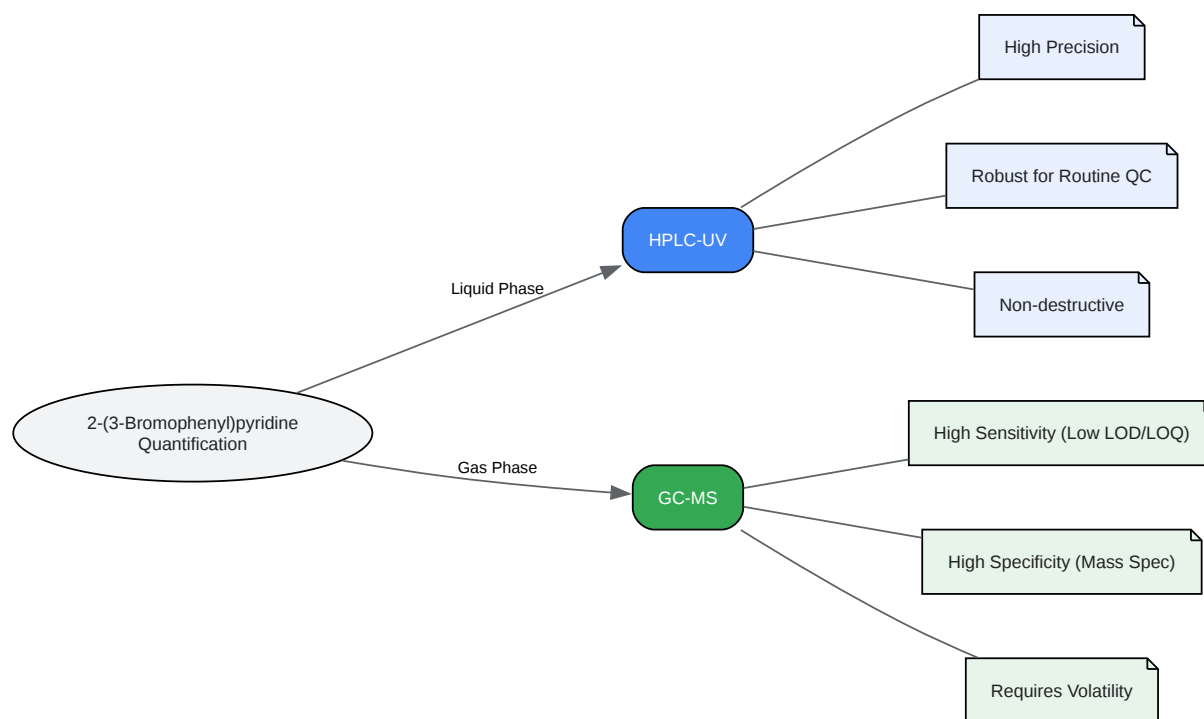 High Precision
Robust for Routine QC
HPLC-UV
Liquid Phase
Non-destructive
2-(3-Bromophenyl)pyridine
Quantification
High Sensitivity (Low LOD/LOQ)
Gas Phase
GC-MS
High Specificity (Mass Spec)
Requires Volatility